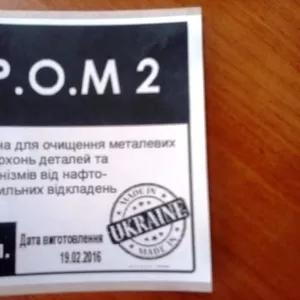 P.O.M 2
на для очищення металевих
рхонь деталей та
нізмів від нафто-
ильних відкладень
MADE IN
UKRAINE
MADE IN
л.
Дата виготовлення
19.02.2016